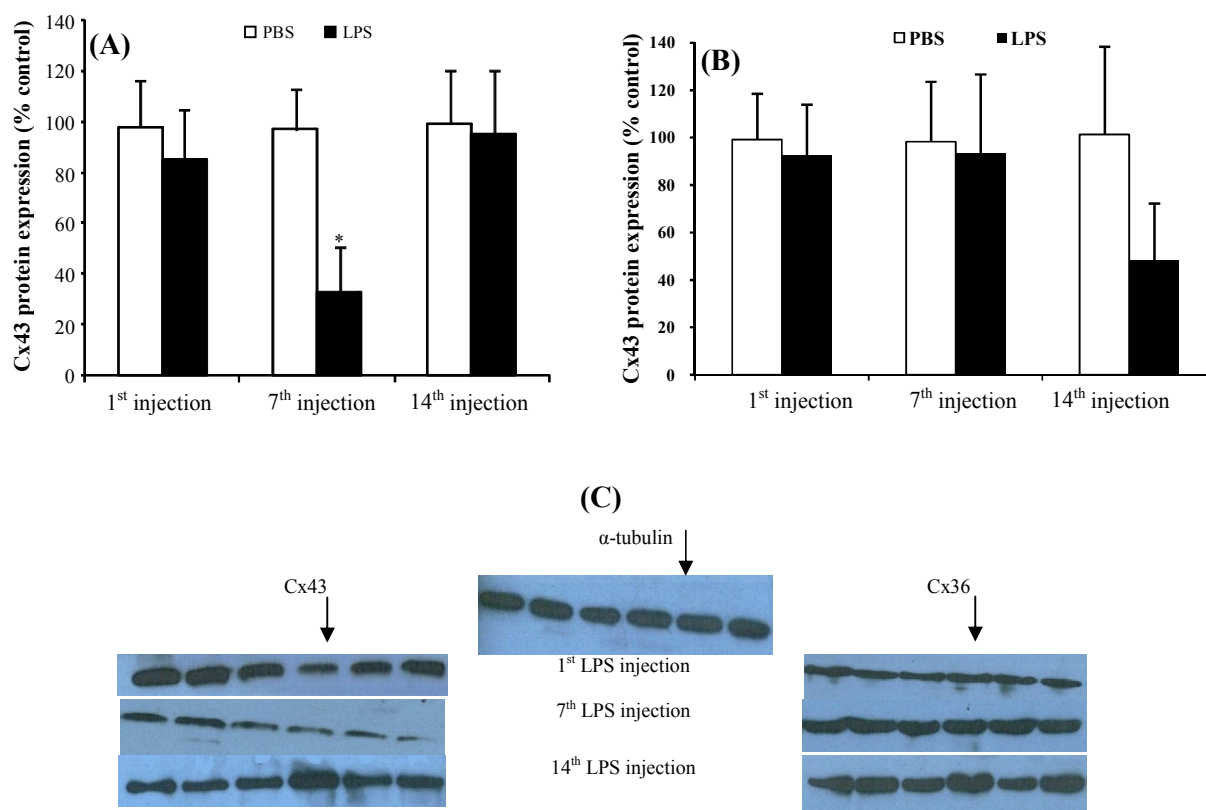 (A)
PBS LPS
Cx43 protein expression (% control)
140
120
100
80
60
40
20
0
*
1st injection 7th injection 14th injection
(B)
PBS LPS
Cx43 protein expression (% control)
140
120
100
80
60
40
20
0
1st injection 7th injection 14th injection
(C)
α-tubulin
Cx43
Cx36
1st LPS injection
7th LPS injection
14th LPS injection